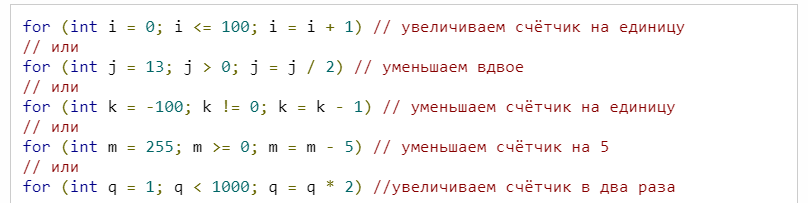 for (int i = 0; i <= 100; i = i + 1) // увеличиваем счётчик на единицу
// или
for (int j = 13; j > 0; j = j / 2) // уменьшаем вдвое
// или
for (int k = -100; k != 0; k = k - 1) // уменьшаем счётчик на единицу
// или
for (int m = 255; m >= 0; m = m - 5) // уменьшаем счётчик на 5
// или
for (int q = 1; q < 1000; q = q * 2) //увеличиваем счётчик в два раза